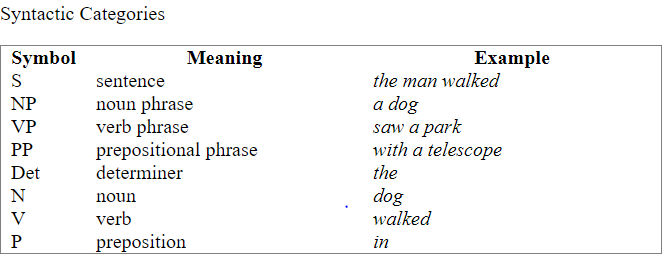 Syntactic Categories
Symbol Meaning Example
S sentence the man walked
NP noun phrase a dog
VP verb phrase saw a park
PP prepositional phrase with a telescope
Det determiner the
N noun dog
V verb walked
P preposition in